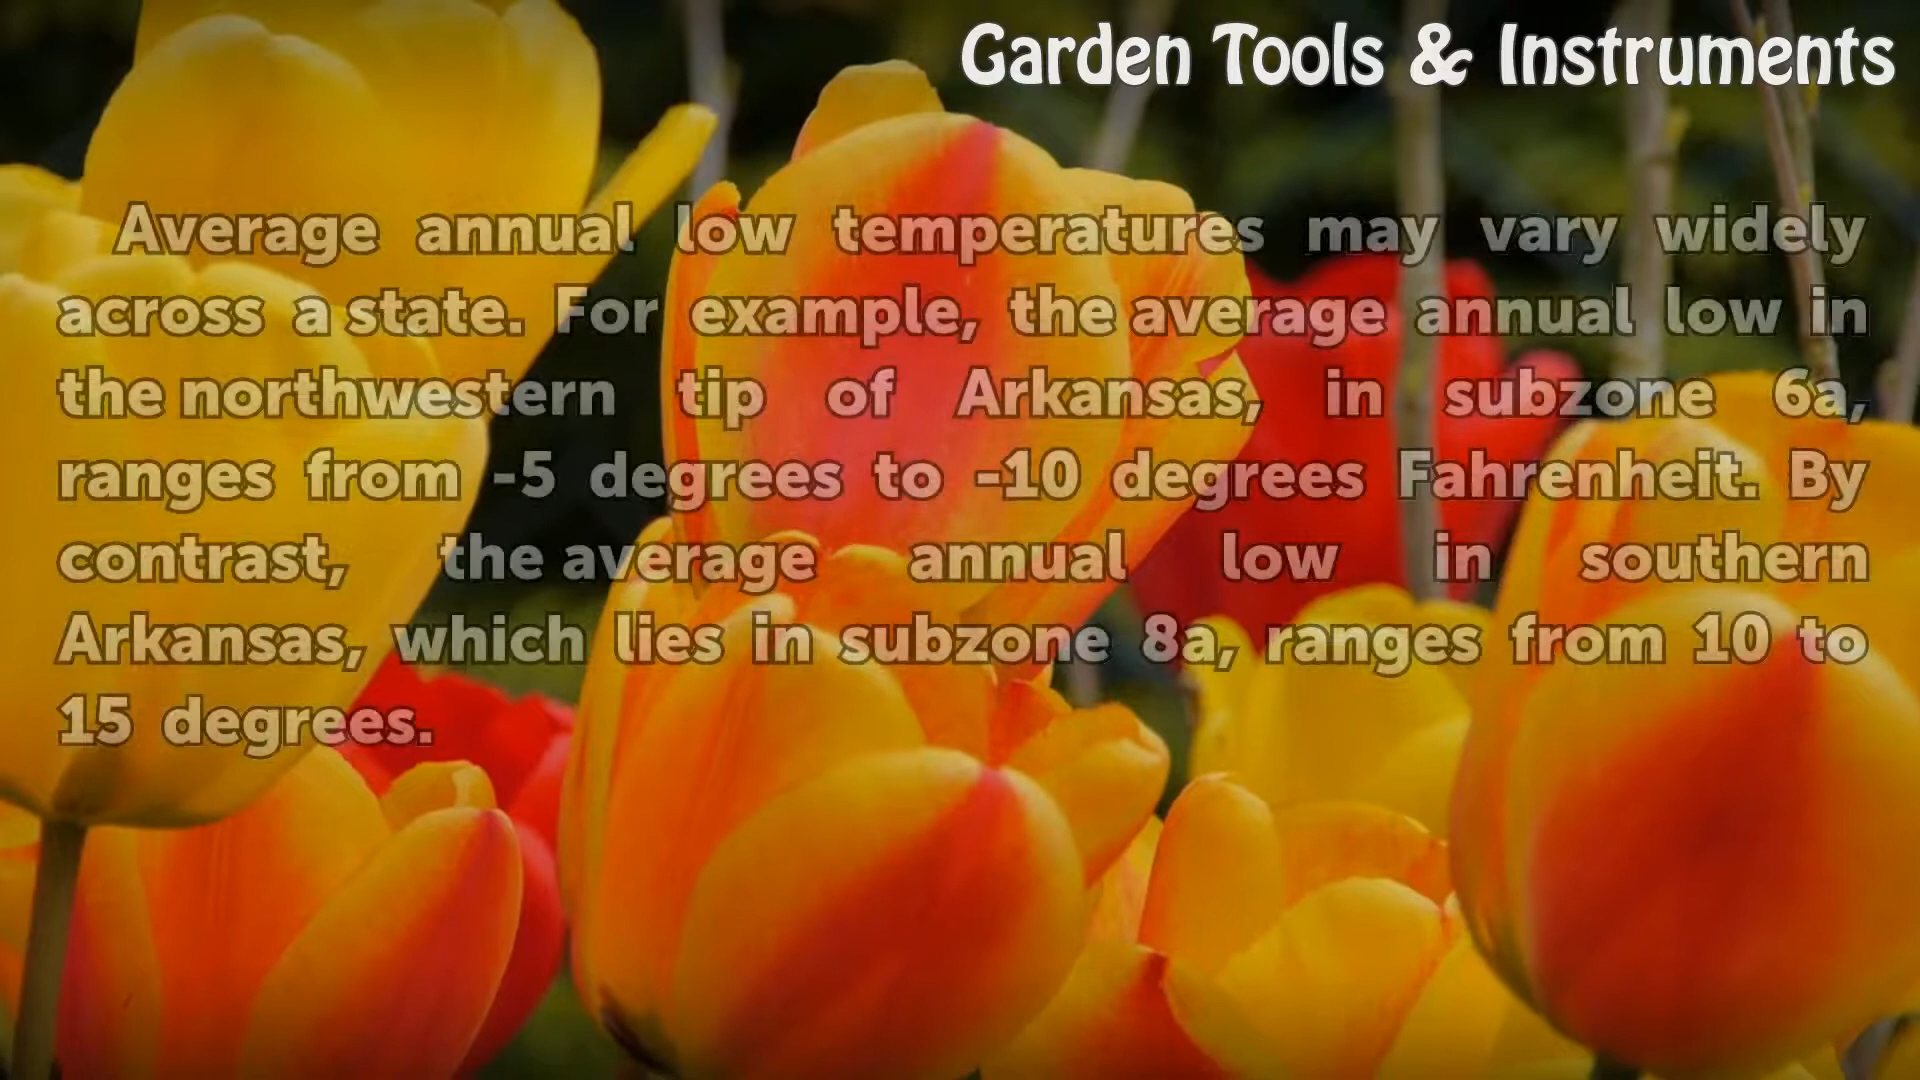 Garden Tools & Instruments
Average annual low temperatures may vary widely
across a state. For example, the average annual low in
the northwestern tip of Arkansas, in subzone 6a,
ranges from -5 degrees to -10 degrees Fahrenheit. By
contrast, the average annual low in southern
Arkansas, which lies in subzone 8a, ranges from 10 to
15 degrees.